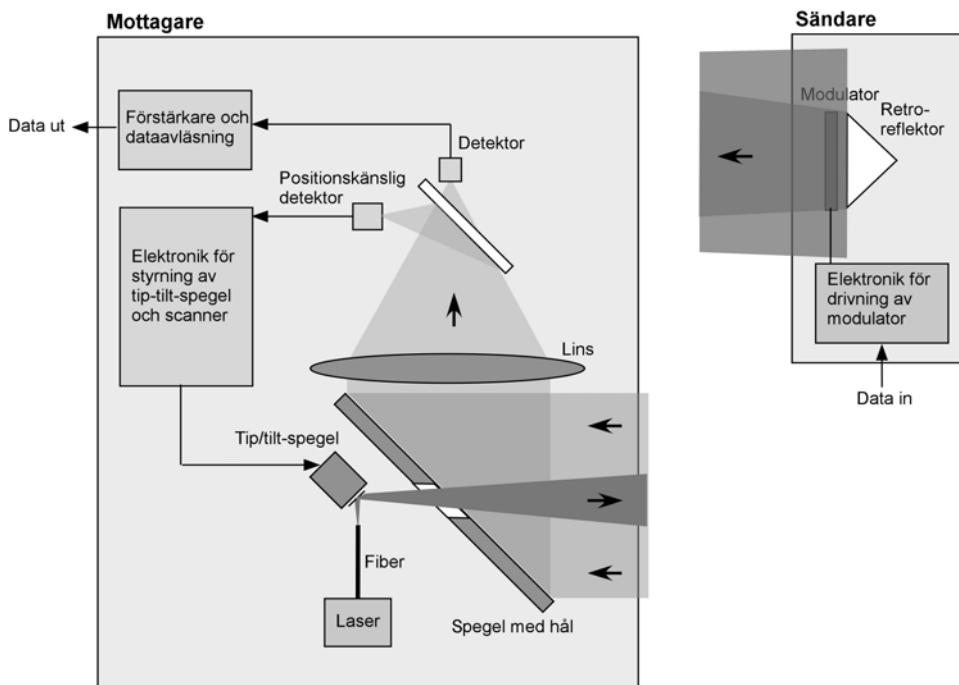 Mottagare
Sändare
Förstärkare och
dataavläsning
Data ut
Detektor
Positionskänslig
detektor
Elektronik för
styrning av
tip-tilt-spegel
och scanner
Lins
Tip/tilt-spegel
Fiber
Laser
Spegel med hål
Modulator
Retro-
reflektor
Elektronik för
drivning av
modulator
Data in